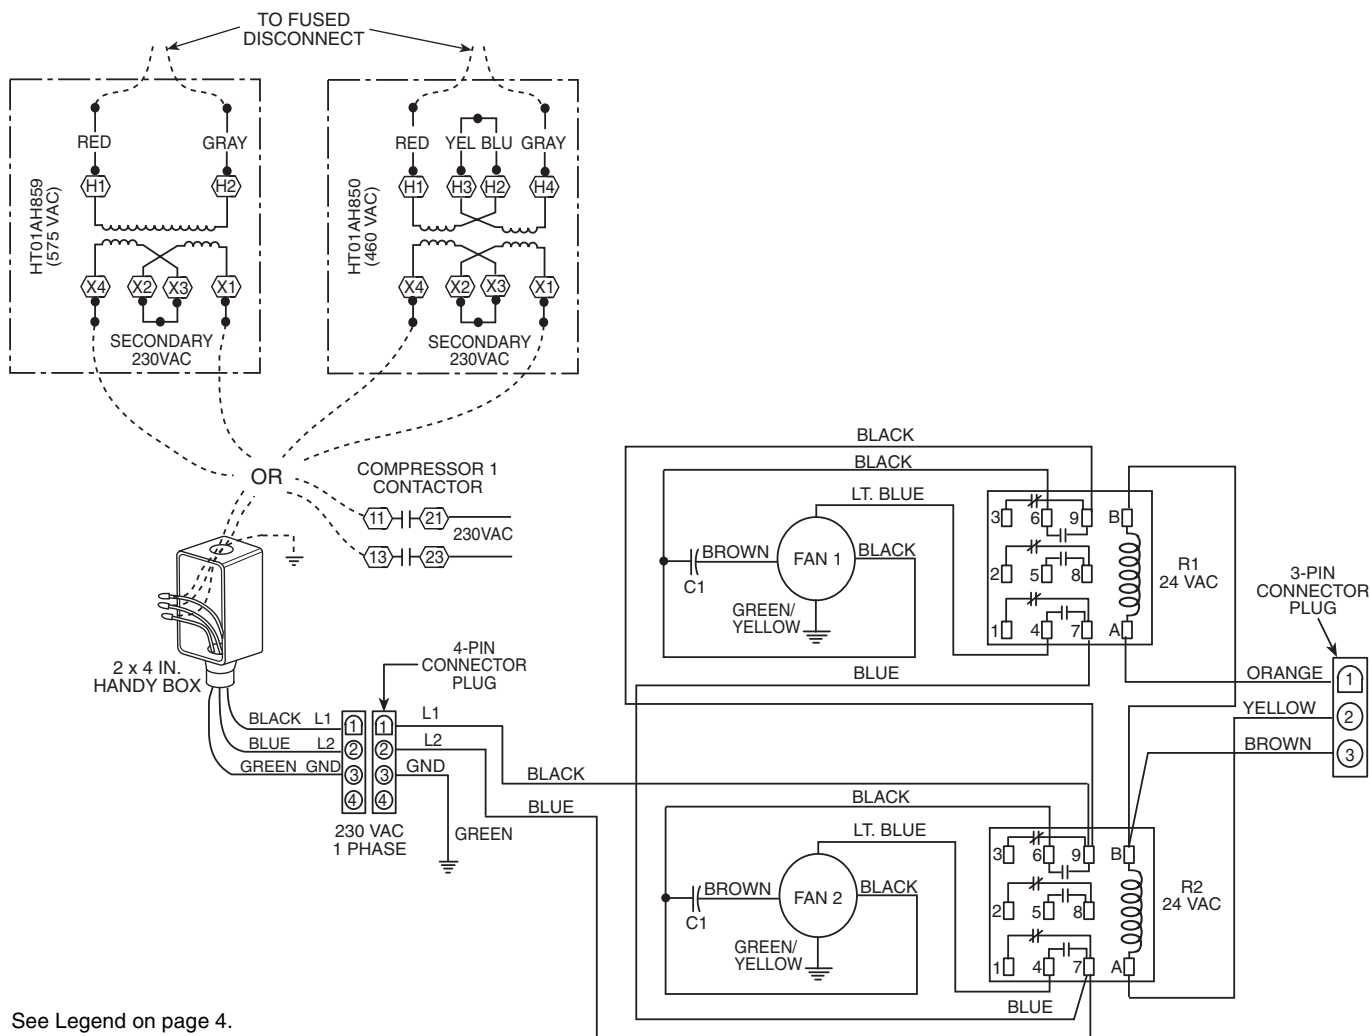 TO FUSED
DISCONNECT
RED GRAY
H1 H2
HT01AH859
(575 VAC)
X4 X2 X3 X1
SECONDARY
230VAC
RED YEL BLU GRAY
H1 H3 H2 H4
HT01AH850
(460 VAC)
X4 X2 X3 X1
SECONDARY
230VAC
OR
COMPRESSOR 1
CONTACTOR
11 21
230VAC
13 23
2 x 4 IN.
HANDY BOX
4-PIN
CONNECTOR
PLUG
BLACK L1 1 1 L1
BLUE L2 2 2 L2
GREEN GND 3 3 GND
4 4
230 VAC
1 PHASE
GREEN
BLACK
BLUE
BLACK
BLACK
LT. BLUE
BROWN FAN 1 BLACK
C1
GREEN/
YELLOW
BLUE
3 6 9 B
2 5 8
1 4 7 A
R1
24 VAC
3-PIN
CONNECTOR
PLUG
ORANGE 1
YELLOW 2
BROWN 3
BLACK
LT. BLUE
BROWN FAN 2 BLACK
C1
GREEN/
YELLOW
BLUE
3 6 9 B
2 5 8
1 4 7 A
R2
24 VAC
See Legend on page 4.